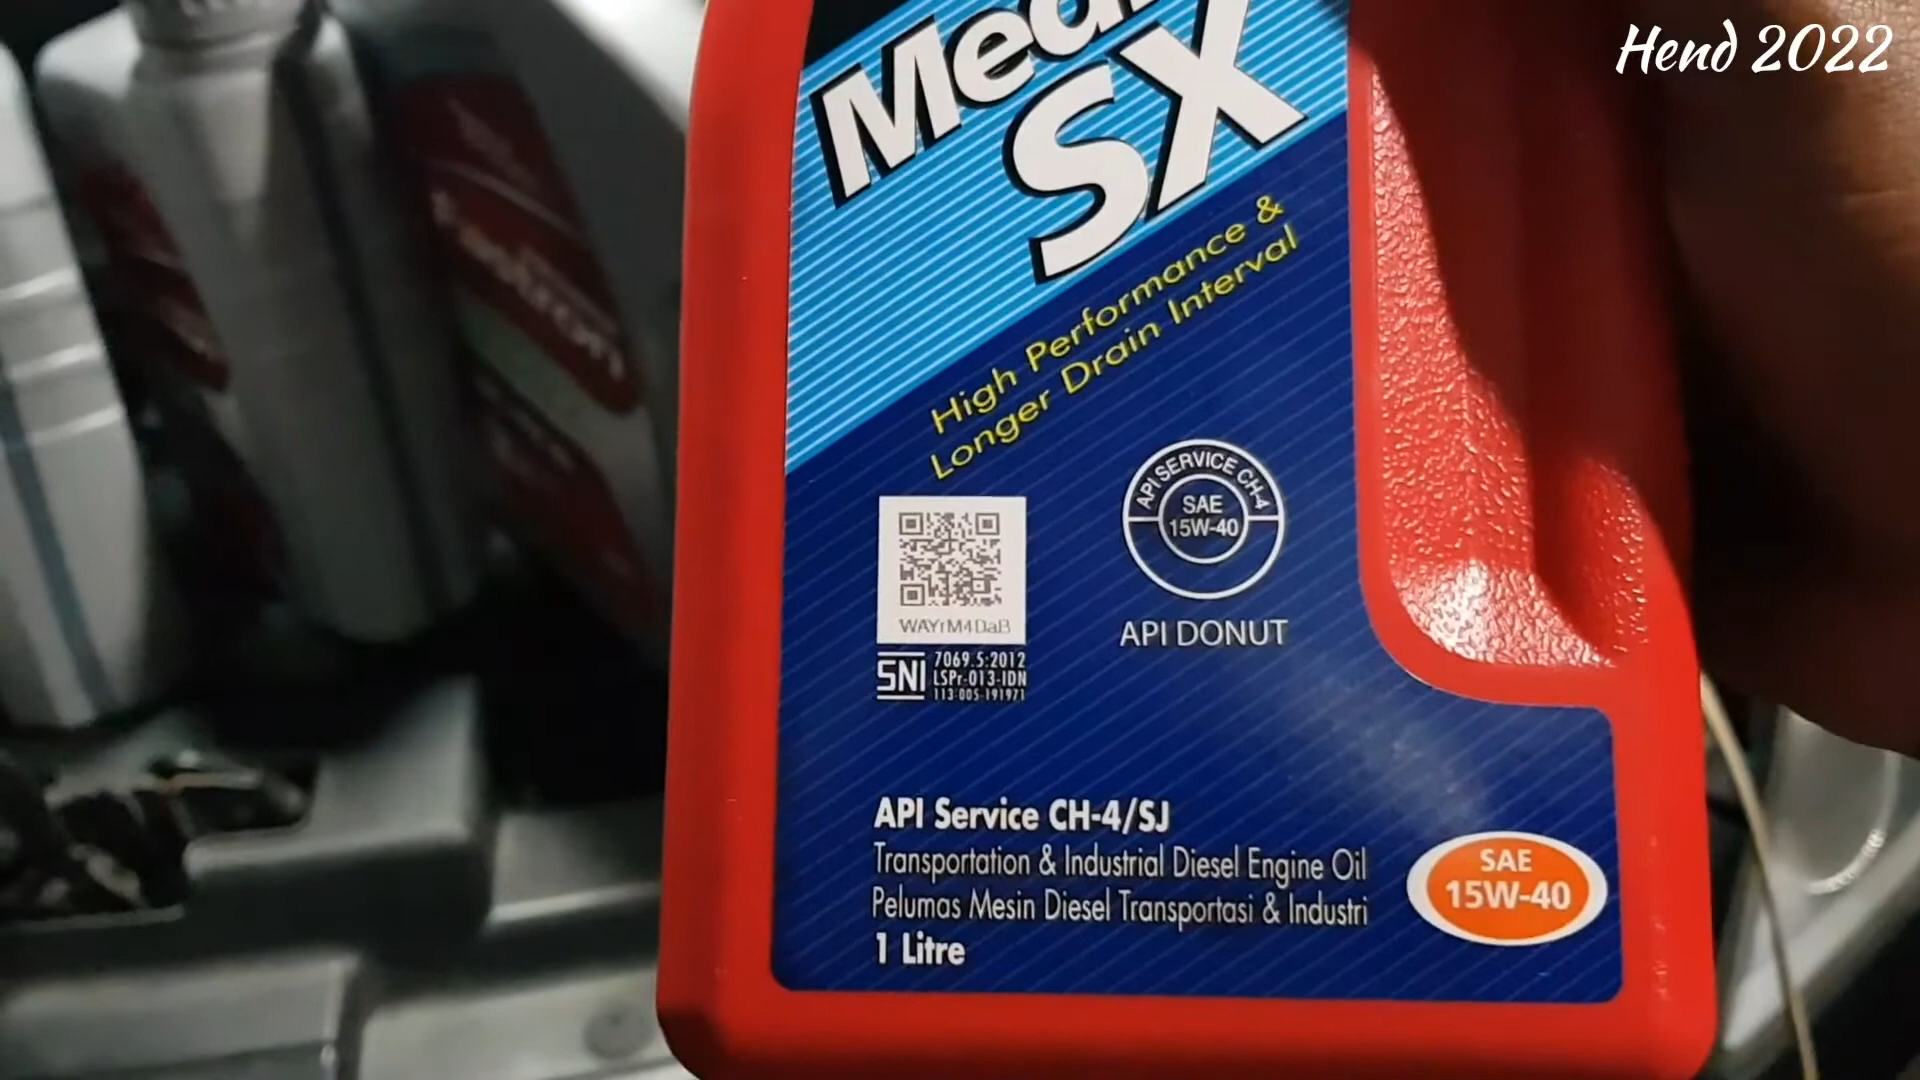 Hend 2022
SX
High Performance &
Longer Drain Interval
API SERVICE CH-4
SAE
15W-40
API DONUT
WAYrM4DaB
SNI
7069.5:2012
LSPr-013-IDN
113-005-191971
API Service CH-4/SJ
Transportation & Industrial Diesel Engine Oil
Pelumas Mesin Diesel Transportasi & Industri
1 Litre
SAE
15W-40
Fastron